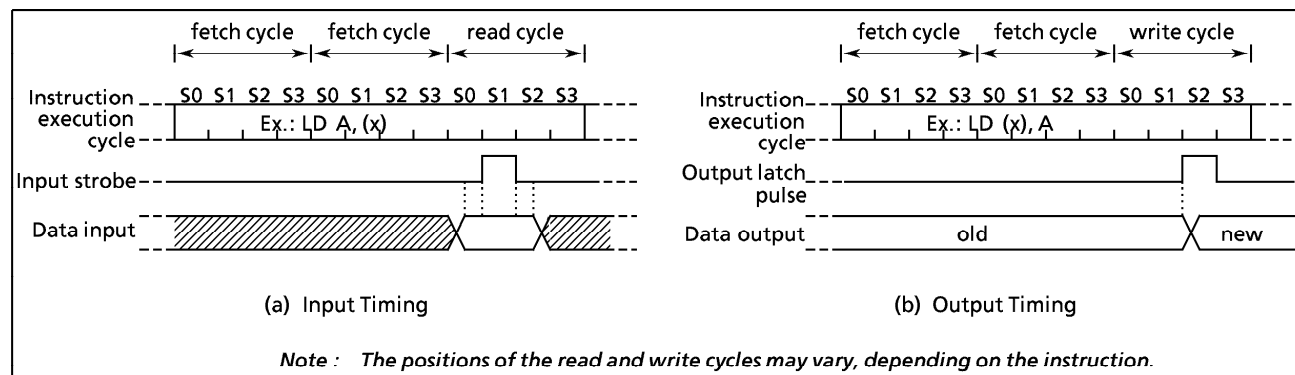 fetch cycle fetch cycle read cycle
S0 S1 S2 S3 S0 S1 S2 S3 S0 S1 S2 S3
Instruction
execution
cycle
Ex.: LD A, (x)
Input strobe
Data input
(a) Input Timing
fetch cycle fetch cycle write cycle
S0 S1 S2 S3 S0 S1 S2 S3 S0 S1 S2 S3
Instruction
execution
cycle
Ex.: LD (x), A
Output latch
pulse
Data output
old
new
(b) Output Timing
Note : The positions of the read and write cycles may vary, depending on the instruction.